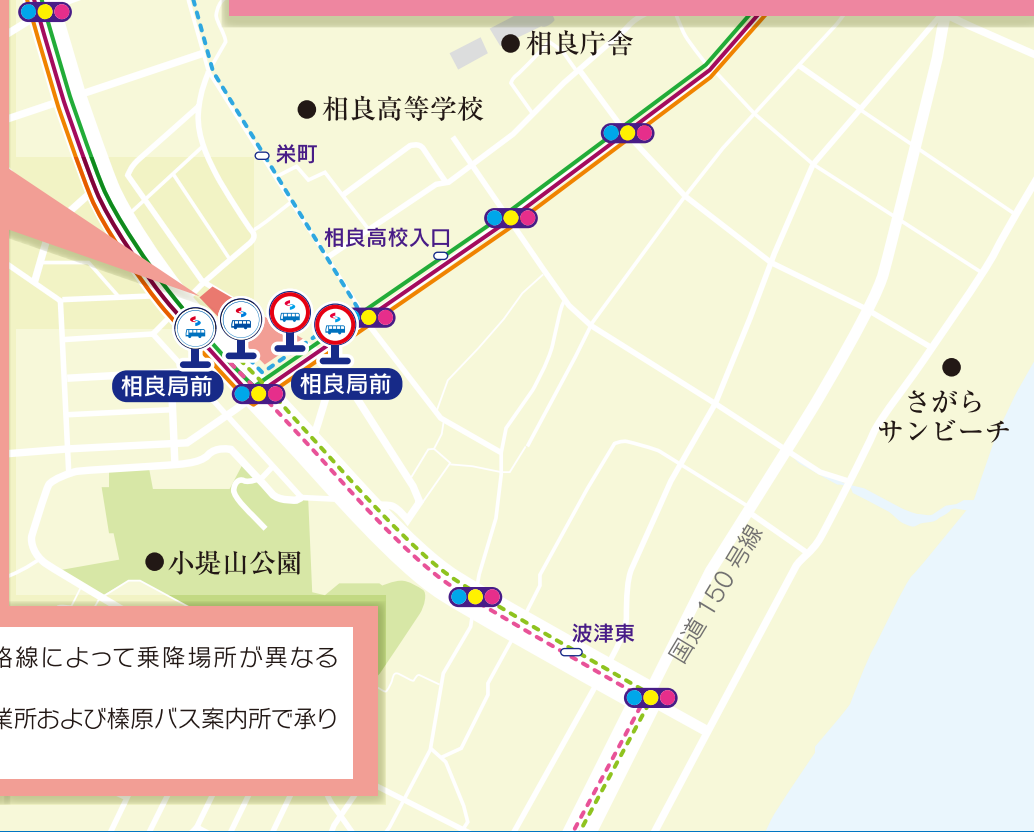 相良庁舎
相良高等学校
栄町
相良高校入口
相良局前
相良局前
さがら
サンビーチ
小堤山公園
国道 150 号線
波津東
路線によって乗降場所が異なる
業所および榛原バス案内所で承り